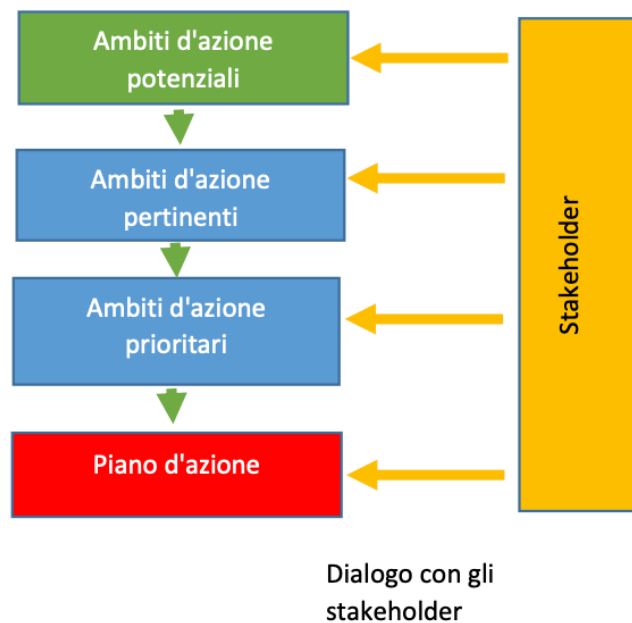 Ambiti d'azione
potenziali
Ambiti d'azione
pertinenti
Ambiti d'azione
prioritari
Piano d'azione
Stakeholder
Dialogo con gli
stakeholder